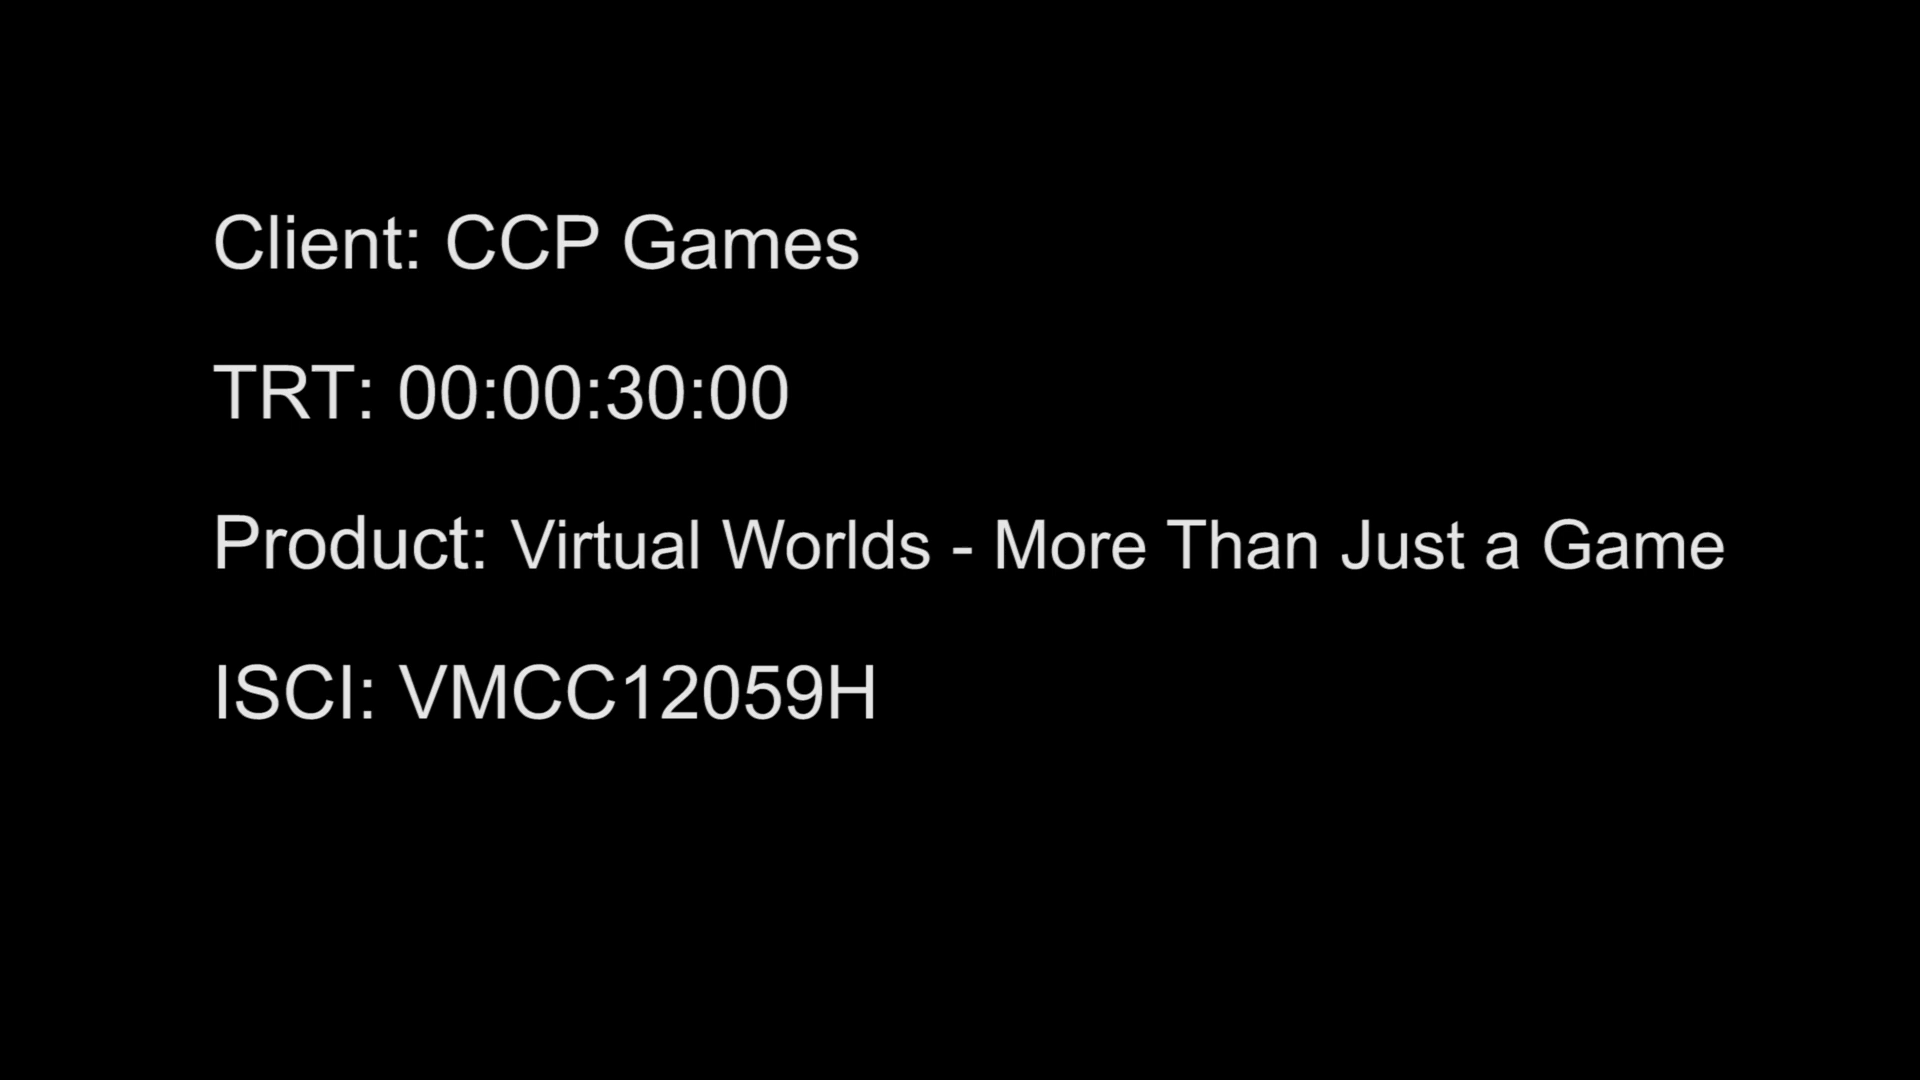 Client: CCP Games
TRT: 00:00:30:00
Product: Virtual Worlds - More Than Just a Game
ISCI: VMCC12059H